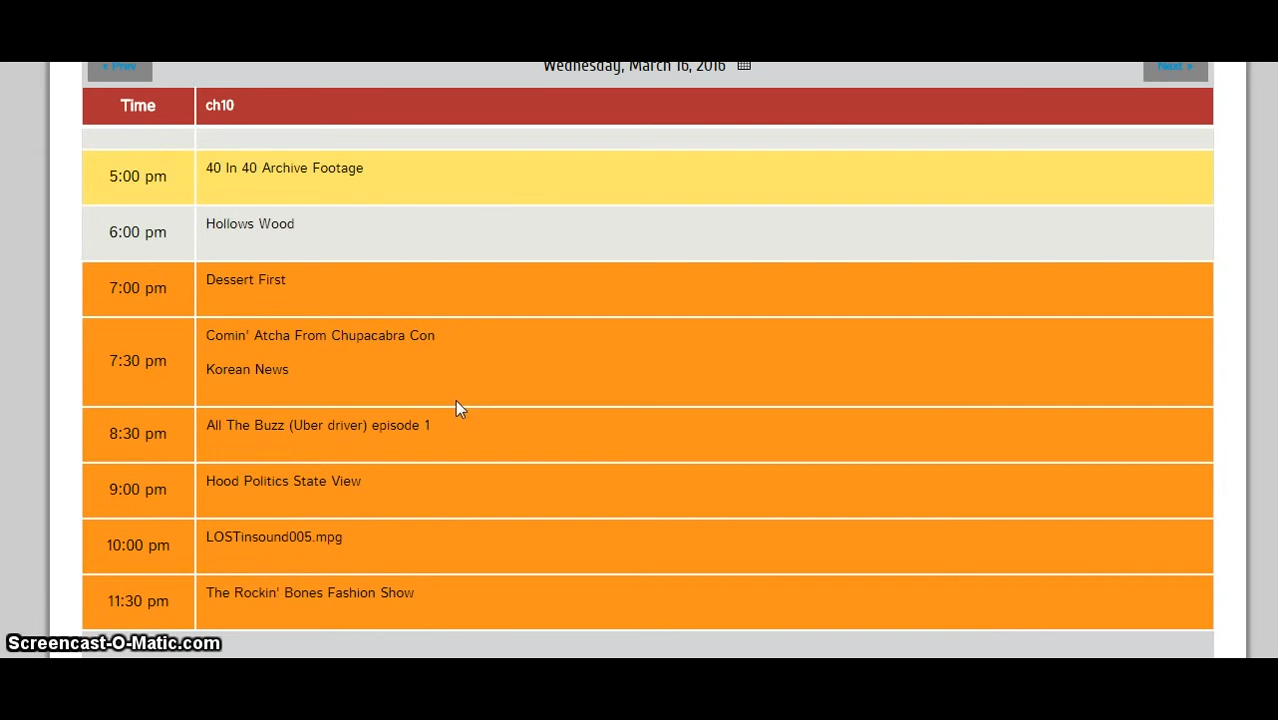 « Prev
Wednesday, March 16, 2016
Next »
Time ch10
5:00 pm 40 In 40 Archive Footage
6:00 pm Hollows Wood
7:00 pm Dessert First
7:30 pm Comin' Atcha From Chupacabra Con
Korean News
8:30 pm All The Buzz (Uber driver) episode 1
9:00 pm Hood Politics State View
10:00 pm LOSTinsound005.mpg
11:30 pm The Rockin' Bones Fashion Show
Screencast-O-Matic.com